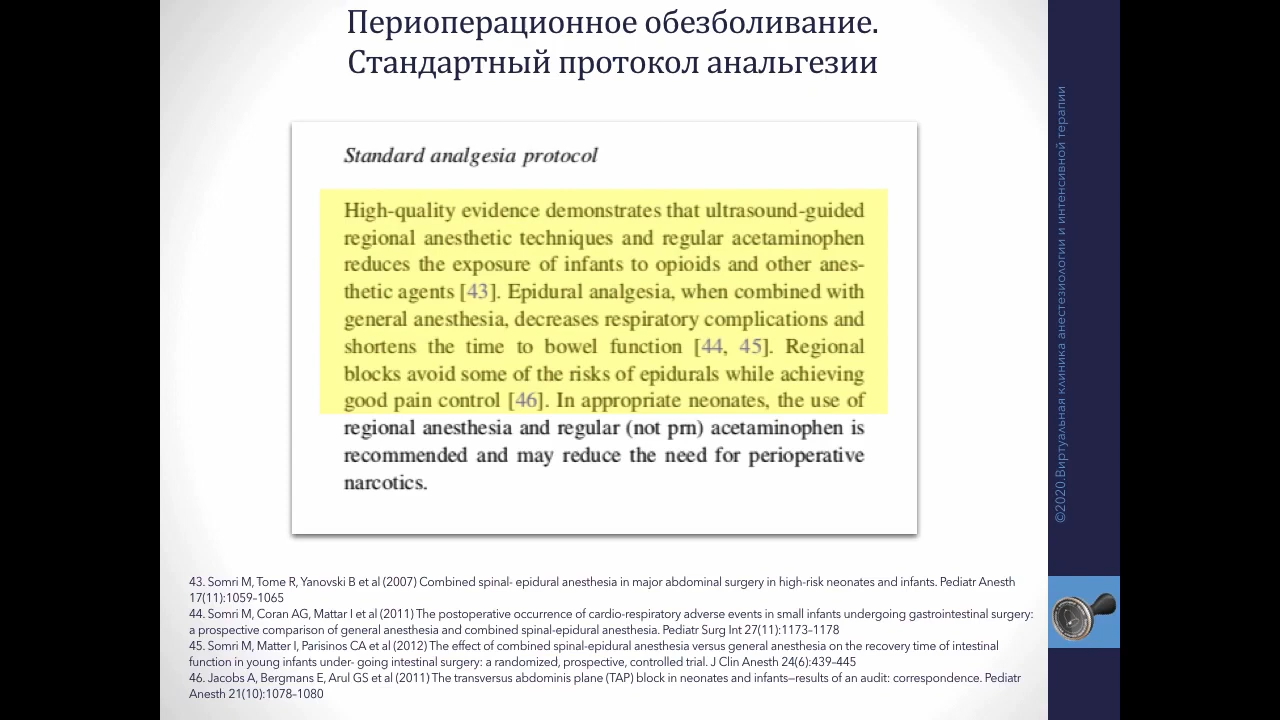 Периоперационное обезболивание.
Стандартный протокол анальгезии
Standard analgesia protocol
High-quality evidence demonstrates that ultrasound-guided
regional anesthetic techniques and regular acetaminophen
reduces the exposure of infants to opioids and other anes-
thetic agents [43]. Epidural analgesia, when combined with
general anesthesia, decreases respiratory complications and
shortens the time to bowel function [44, 45]. Regional
blocks avoid some of the risks of epidurals while achieving
good pain control [46]. In appropriate neonates, the use of
regional anesthesia and regular (not prn) acetaminophen is
recommended and may reduce the need for perioperative
narcotics.
43. Somri M, Tome R, Yanovski B et al (2007) Combined spinal- epidural anesthesia in major abdominal surgery in high-risk neonates and infants. Pediatr Anesth
17(11):1059–1065
44. Somri M, Coran AG, Mattar I et al (2011) The postoperative occurrence of cardio-respiratory adverse events in small infants undergoing gastrointestinal surgery:
a prospective comparison of general anesthesia and combined spinal-epidural anesthesia. Pediatr Surg Int 27(11):1173–1178
45. Somri M, Matter I, Parisinos CA et al (2012) The effect of combined spinal-epidural anesthesia versus general anesthesia on the recovery time of intestinal
function in young infants under- going intestinal surgery: a randomized, prospective, controlled trial. J Clin Anesth 24(6):439–445
46. Jacobs A, Bergmans E, Arul GS et al (2011) The transversus abdominis plane (TAP) block in neonates and infants—results of an audit: correspondence. Pediatr
Anesth 21(10):1078–1080
©2020.Виртуальная клиника анестезиологии и интенсивной терапии